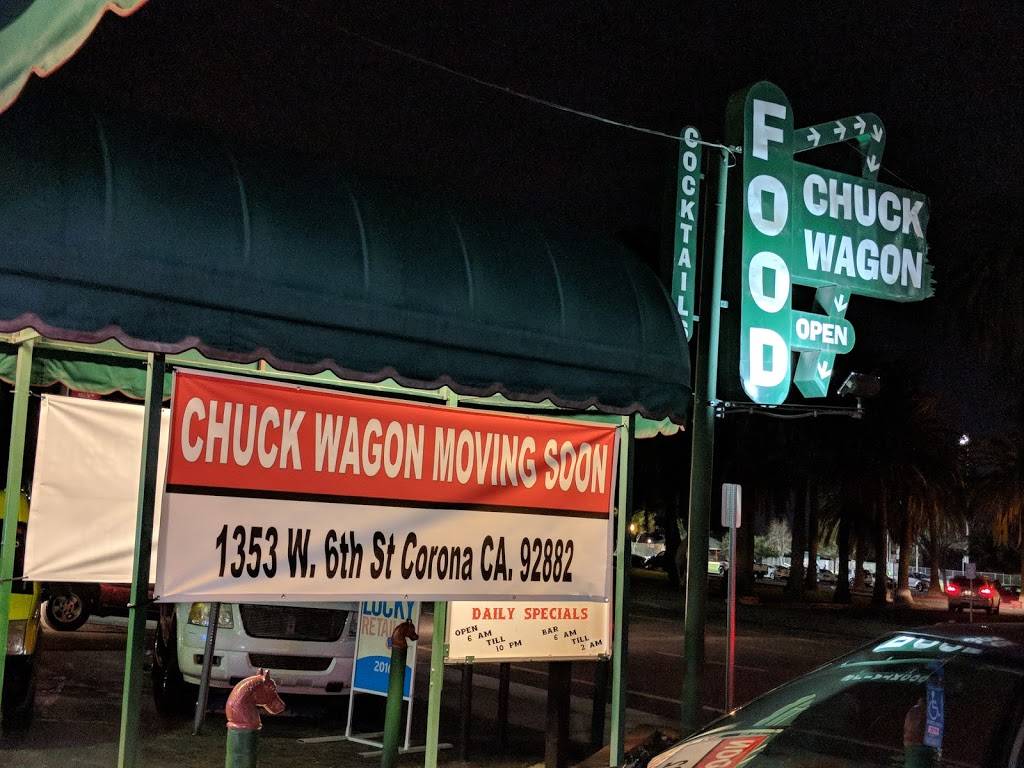 COCKTAILS
FOOD
CHUCK
WAGON
OPEN
CHUCK WAGON MOVING SOON
1353 W. 6th St Corona CA. 92882
LUCKY
DAILY SPECIALS
OPEN
6 AM
TILL
10 PM
BAR
6 AM
TILL
2 AM